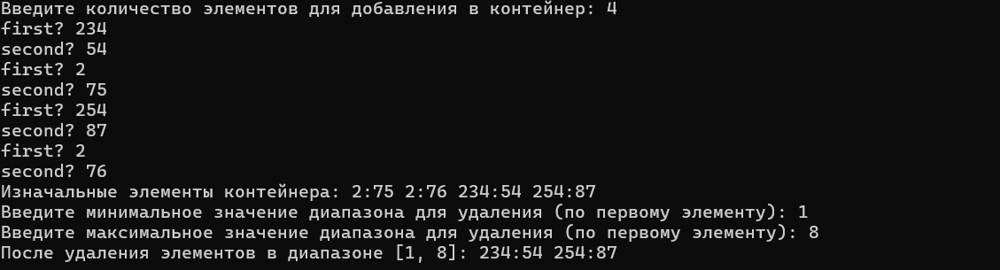 Введите количество элементов для добавления в контейнер: 4
first? 234
second? 54
first? 2
second? 75
first? 254
second? 87
first? 2
second? 76
Изначальные элементы контейнера: 2:75 2:76 234:54 254:87
Введите минимальное значение диапазона для удаления (по первому элементу): 1
Введите максимальное значение диапазона для удаления (по первому элементу): 8
После удаления элементов в диапазоне [1, 8]: 234:54 254:87